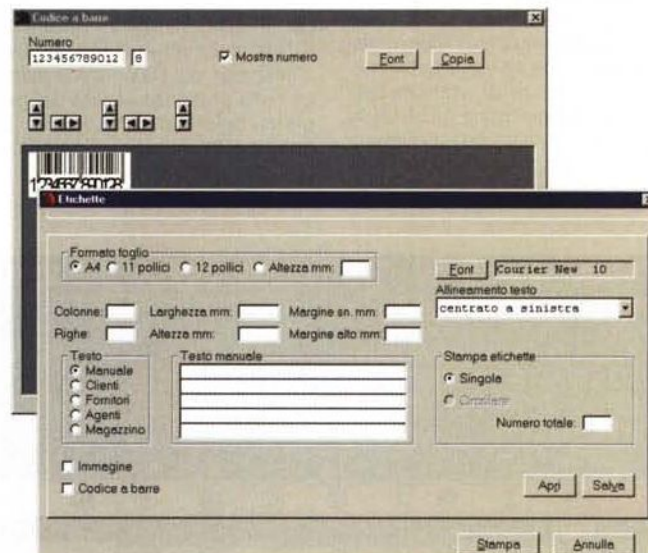 Codice a barre
Numero
123456789012 8
Mostra numero
Font
Copia
Etichette
Formato foglio
A4 11 pollici 12 pollici Altezza mm:
Font Courier New 10
Allineamento testo
centrato a sinistra
Colonne: Larghezza mm: Margine sn. mm:
Righe: Altezza mm: Margine alto mm:
Testo
Manuale
Clienti
Fornitori
Agenti
Magazzino
Testo manuale
Stampa etichette
Singola
Circolare
Numero totale:
Immagine
Codice a barre
Apri Salva
Stampa Annulla